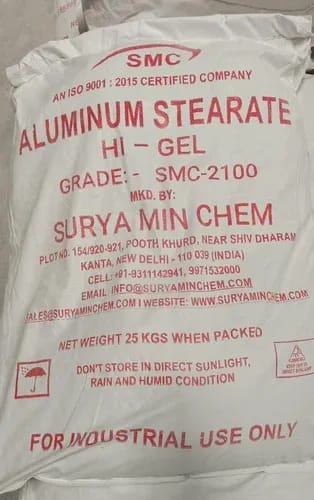 SMC
AN ISO 9001 : 2015 CERTIFIED COMPANY
ALUMINUM STEARATE
HI - GEL
GRADE:- SMC-2100
MKD. BY:
SURYA MIN CHEM
PLOT NO. 154/920-921, POOTH KHURD, NEAR SHIV DHARAM
KANTA, NEW DELHI - 110 039 (INDIA)
CELL: +91-9311142941, 9971532000
EMAIL: INFO@SURYAMINCHEM.COM
SALES@SURYAMINCHEM.COM I WEBSITE: WWW.SURYAMINCHEM.COM
NET WEIGHT 25 KGS WHEN PACKED
DON'T STORE IN DIRECT SUNLIGHT,
RAIN AND HUMID CONDITION
FOR INDUSTRIAL USE ONLY